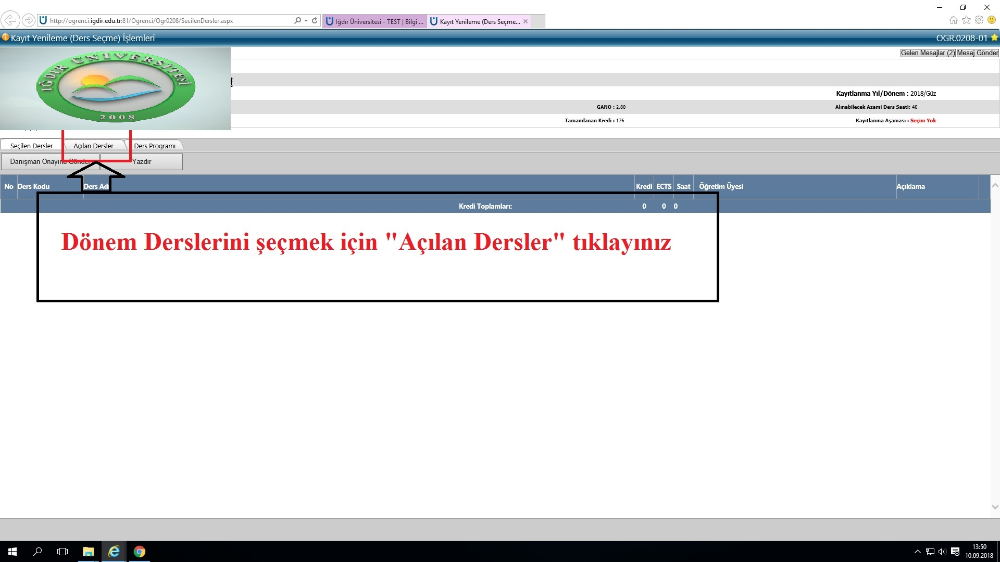 http://ogrenci.igdir.edu.tr:81/Ogrenci/Ogr0208/SecilenDersler.aspx
Iğdır Üniversitesi - TEST | Bilgi ...
Kayıt Yenileme (Ders Seçme...
Kayıt Yenileme (Ders Seçme) İşlemleri
OGR.0208-01
Gelen Mesajlar (2) Mesaj Gönder
IĞDIR ÜNİVERSİTESİ
2008
Kayıtlanma Yıl/Dönem : 2018/Güz
GANO : 2,80
Alınabilecek Azami Ders Saati: 40
Tamamlanan Kredi : 176
Kayıtlanma Aşaması : Seçim Yok
Seçilen Dersler
Açılan Dersler
Ders Programı
Danışman Onayına Gönder
Yazdır
No Ders Kodu Ders Adı Kredi ECTS Saat Öğretim Üyesi Açıklama
Kredi Toplamları: 0 0 0
Dönem Derslerini seçmek için "Açılan Dersler" tıklayınız
13:50
10.09.2018